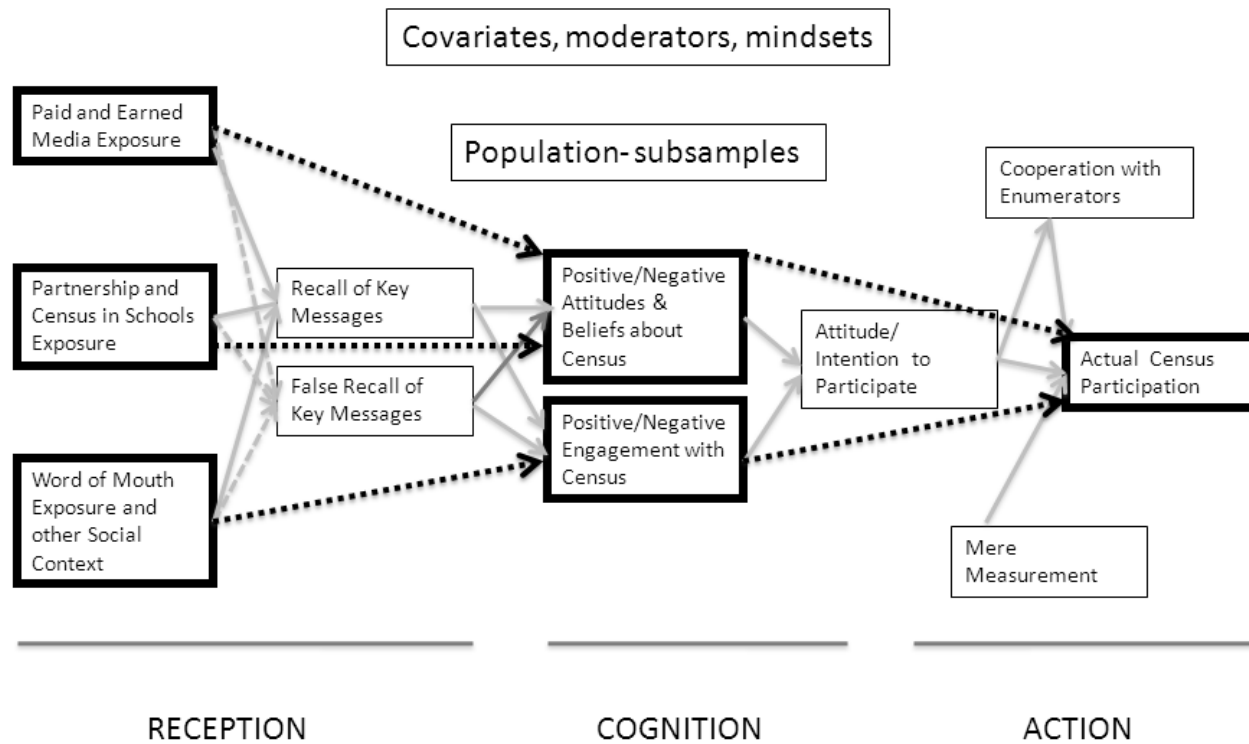 Covariates, moderators, mindsets
Paid and Earned
Media Exposure
Population- subsamples
Cooperation with
Enumerators
Partnership and
Census in Schools
Exposure
Recall of Key
Messages
Positive/Negative
Attitudes &
Beliefs about
Census
Attitude/
Intention to
Participate
Actual Census
Participation
False Recall of
Key Messages
Positive/Negative
Engagement with
Census
Word of Mouth
Exposure and
other Social
Context
Mere
Measurement
RECEPTION
COGNITION
ACTION